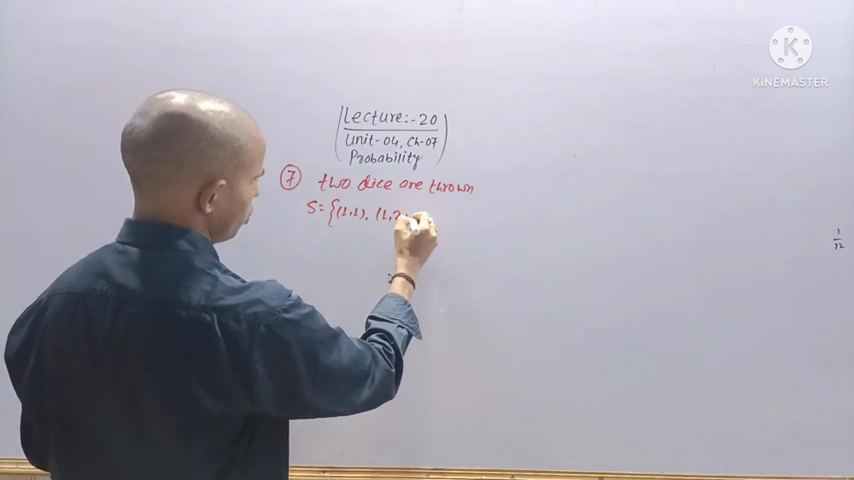 Lecture:-20
Unit-04, Ch-07
Probability
7 two dice are thrown
S={(1,1), (1,2
KINEMASTER